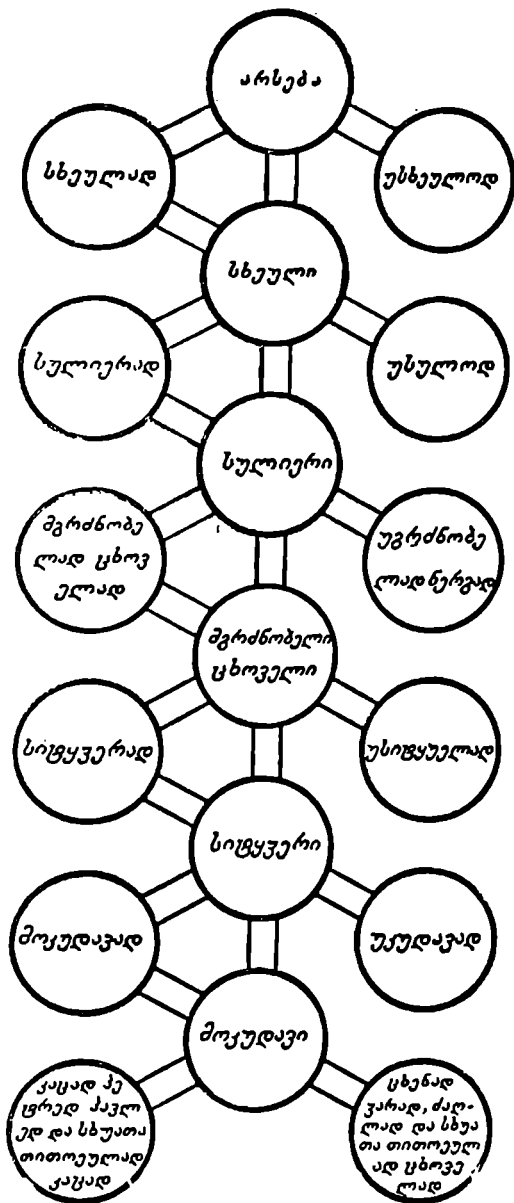 არსება
სხეულად
უსხეულოდ
სხეული
სულიერად
უსულოდ
სულიერი
მგრძნობე
ლად ცხოვ
ელად
უგრძნობე
ლად ნერგად
მგრძნობელი
ცხოველი
სიტყჳერად
უსიტყუელად
სიტყჳერი
მოკუდავად
უკუდავად
მოკუდავი
კაცად პე
ტრედ პავლ
ედ და სხუათა
თითოეულად
კაცად
ცხენად
ვარად, ძაღ-
ლად და სხუა
თა თითოეულ
ად ცხოვე
ლად